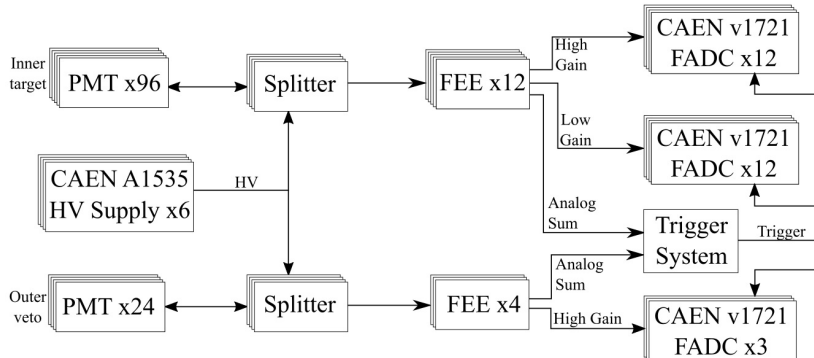 Inner
target
PMT x96
Splitter
FEE x12
High
Gain
CAEN v1721
FADC x12
Low
Gain
CAEN v1721
FADC x12
CAEN A1535
HV Supply x6
HV
Analog
Sum
Trigger
System
Trigger
Outer
veto
PMT x24
Splitter
FEE x4
Analog
Sum
High Gain
CAEN v1721
FADC x3